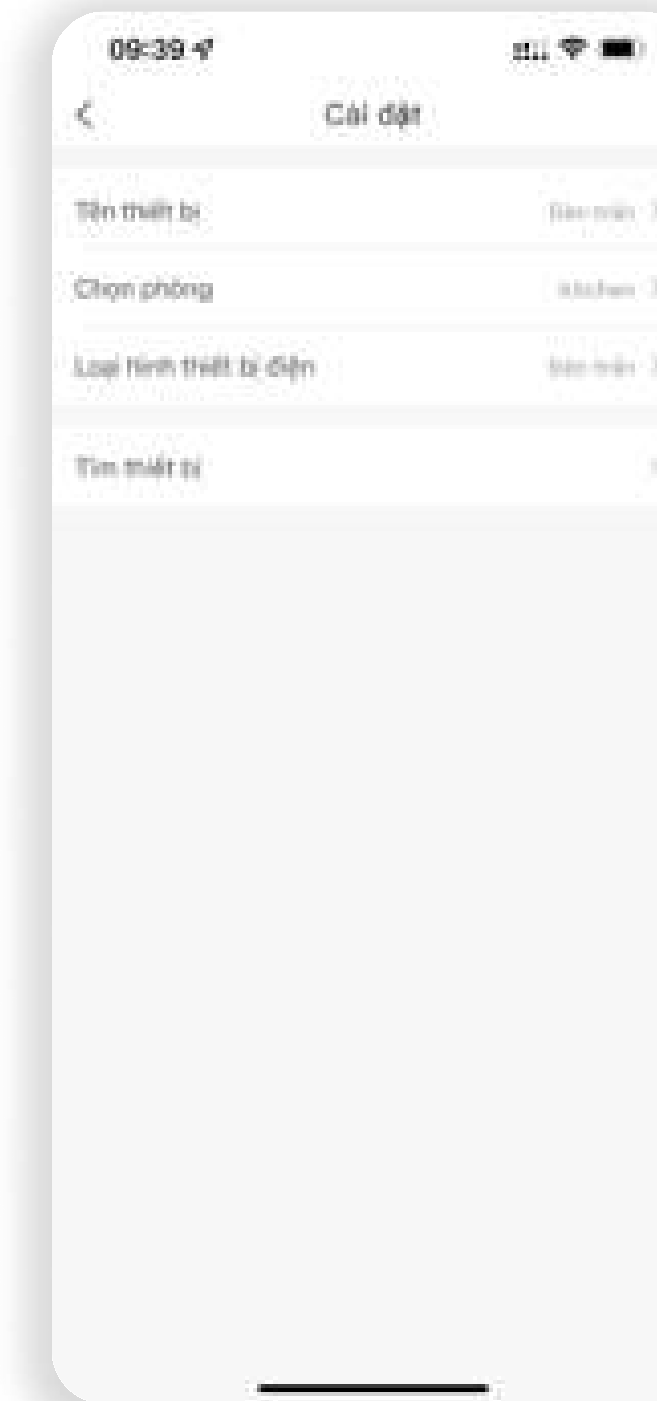 09:39
Cài đặt
Tên thiết bị
Chọn phòng
kitchen
Loại hình thiết bị điện
Tìm thiết bị